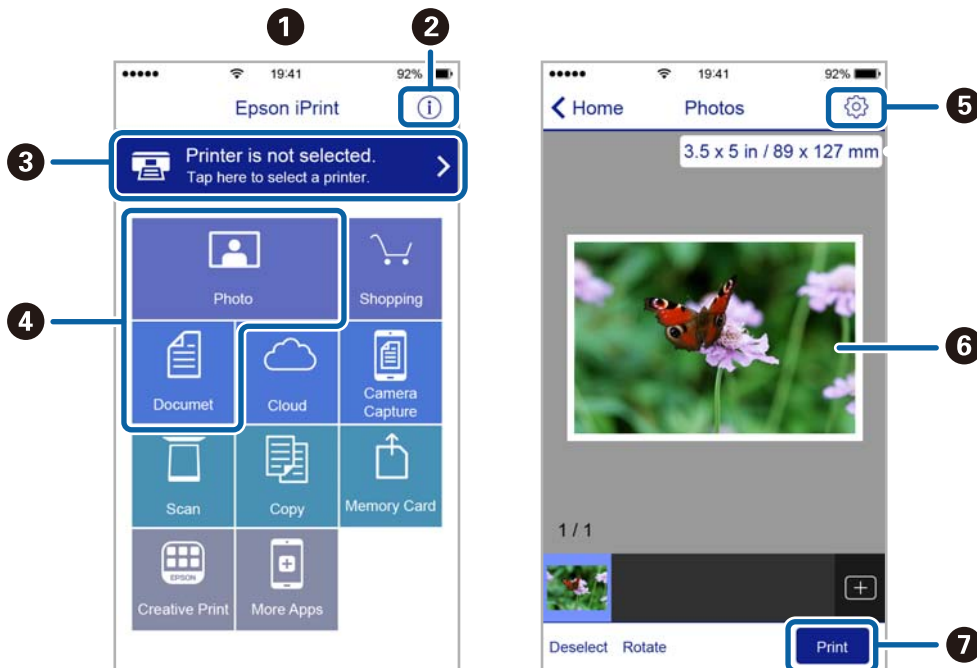 1
2
19:41
92%
Epson iPrint
3
Printer is not selected.
Tap here to select a printer.
4
Photo
Shopping
Documet
Cloud
Camera
Capture
Scan
Copy
Memory Card
EPSON
Creative Print
More Apps
19:41
92%
Home
Photos
5
3.5 x 5 in / 89 x 127 mm
6
1 / 1
Deselect
Rotate
Print
7